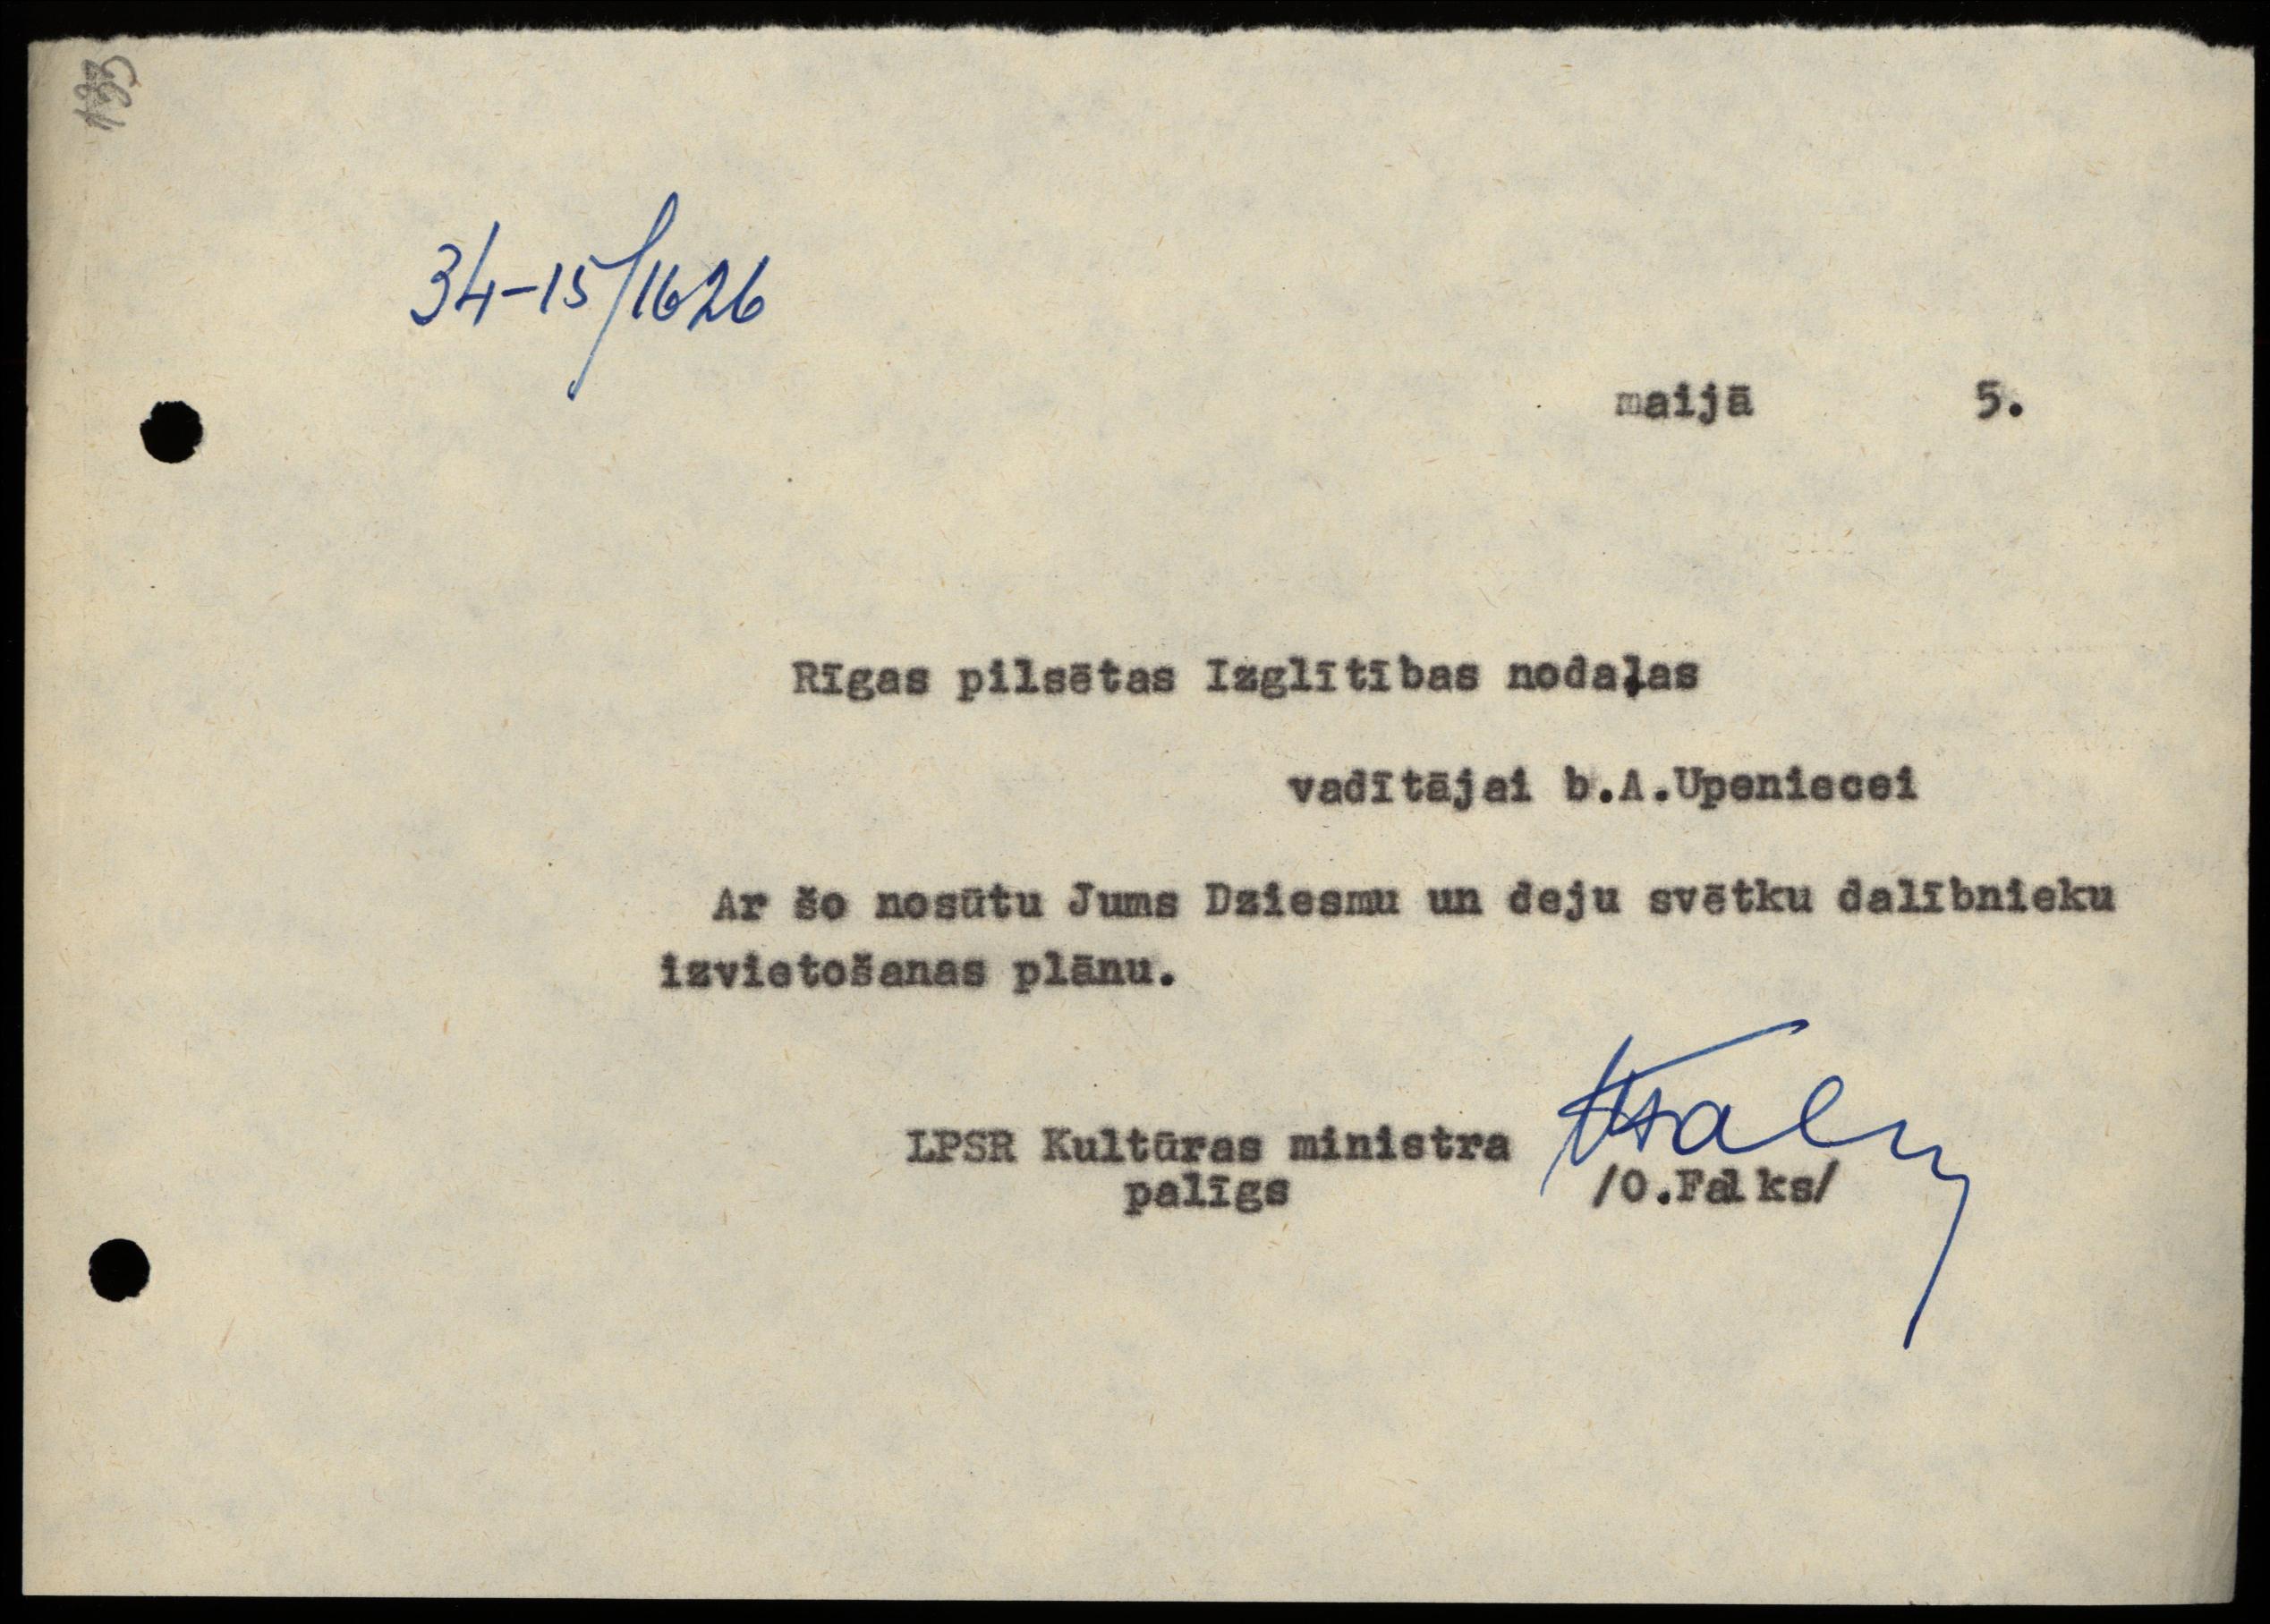 34-15/1626
maijā 5.
Rīgas pilsētas Izglītības nodaļas
vadītājai b.A.Upeniecei
Ar šo nosūtu Jums Dziesmu un deju svētku dalībnieku
izvietošanas plānu.
LPSR Kultūras ministra
palīgs /O.Falks/